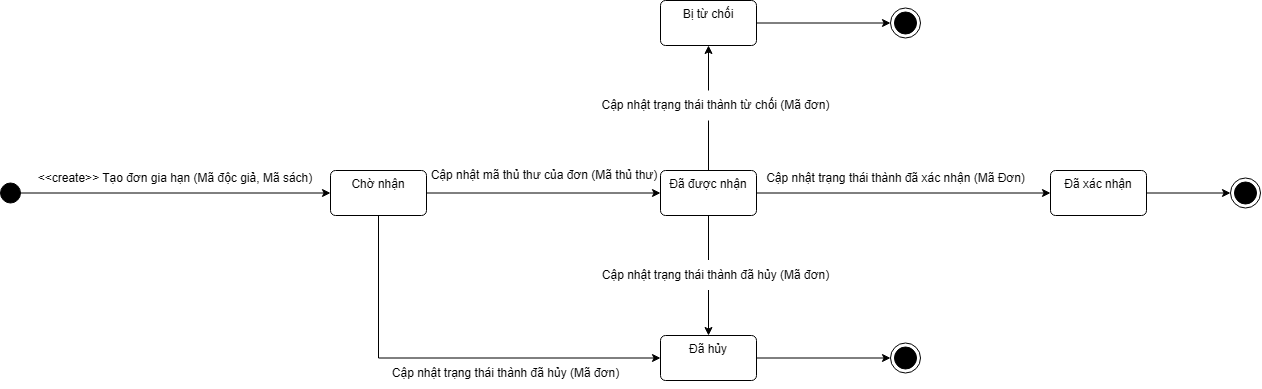 Bị từ chối
Cập nhật trạng thái thành từ chối (Mã đơn)
<<create>> Tạo đơn gia hạn (Mã độc giả, Mã sách)
Chờ nhận
Cập nhật mã thủ thư của đơn (Mã thủ thư)
Đã được nhận
Cập nhật trạng thái thành đã xác nhận (Mã Đơn)
Đã xác nhận
Cập nhật trạng thái thành đã hủy (Mã đơn)
Đã hủy
Cập nhật trạng thái thành đã hủy (Mã đơn)